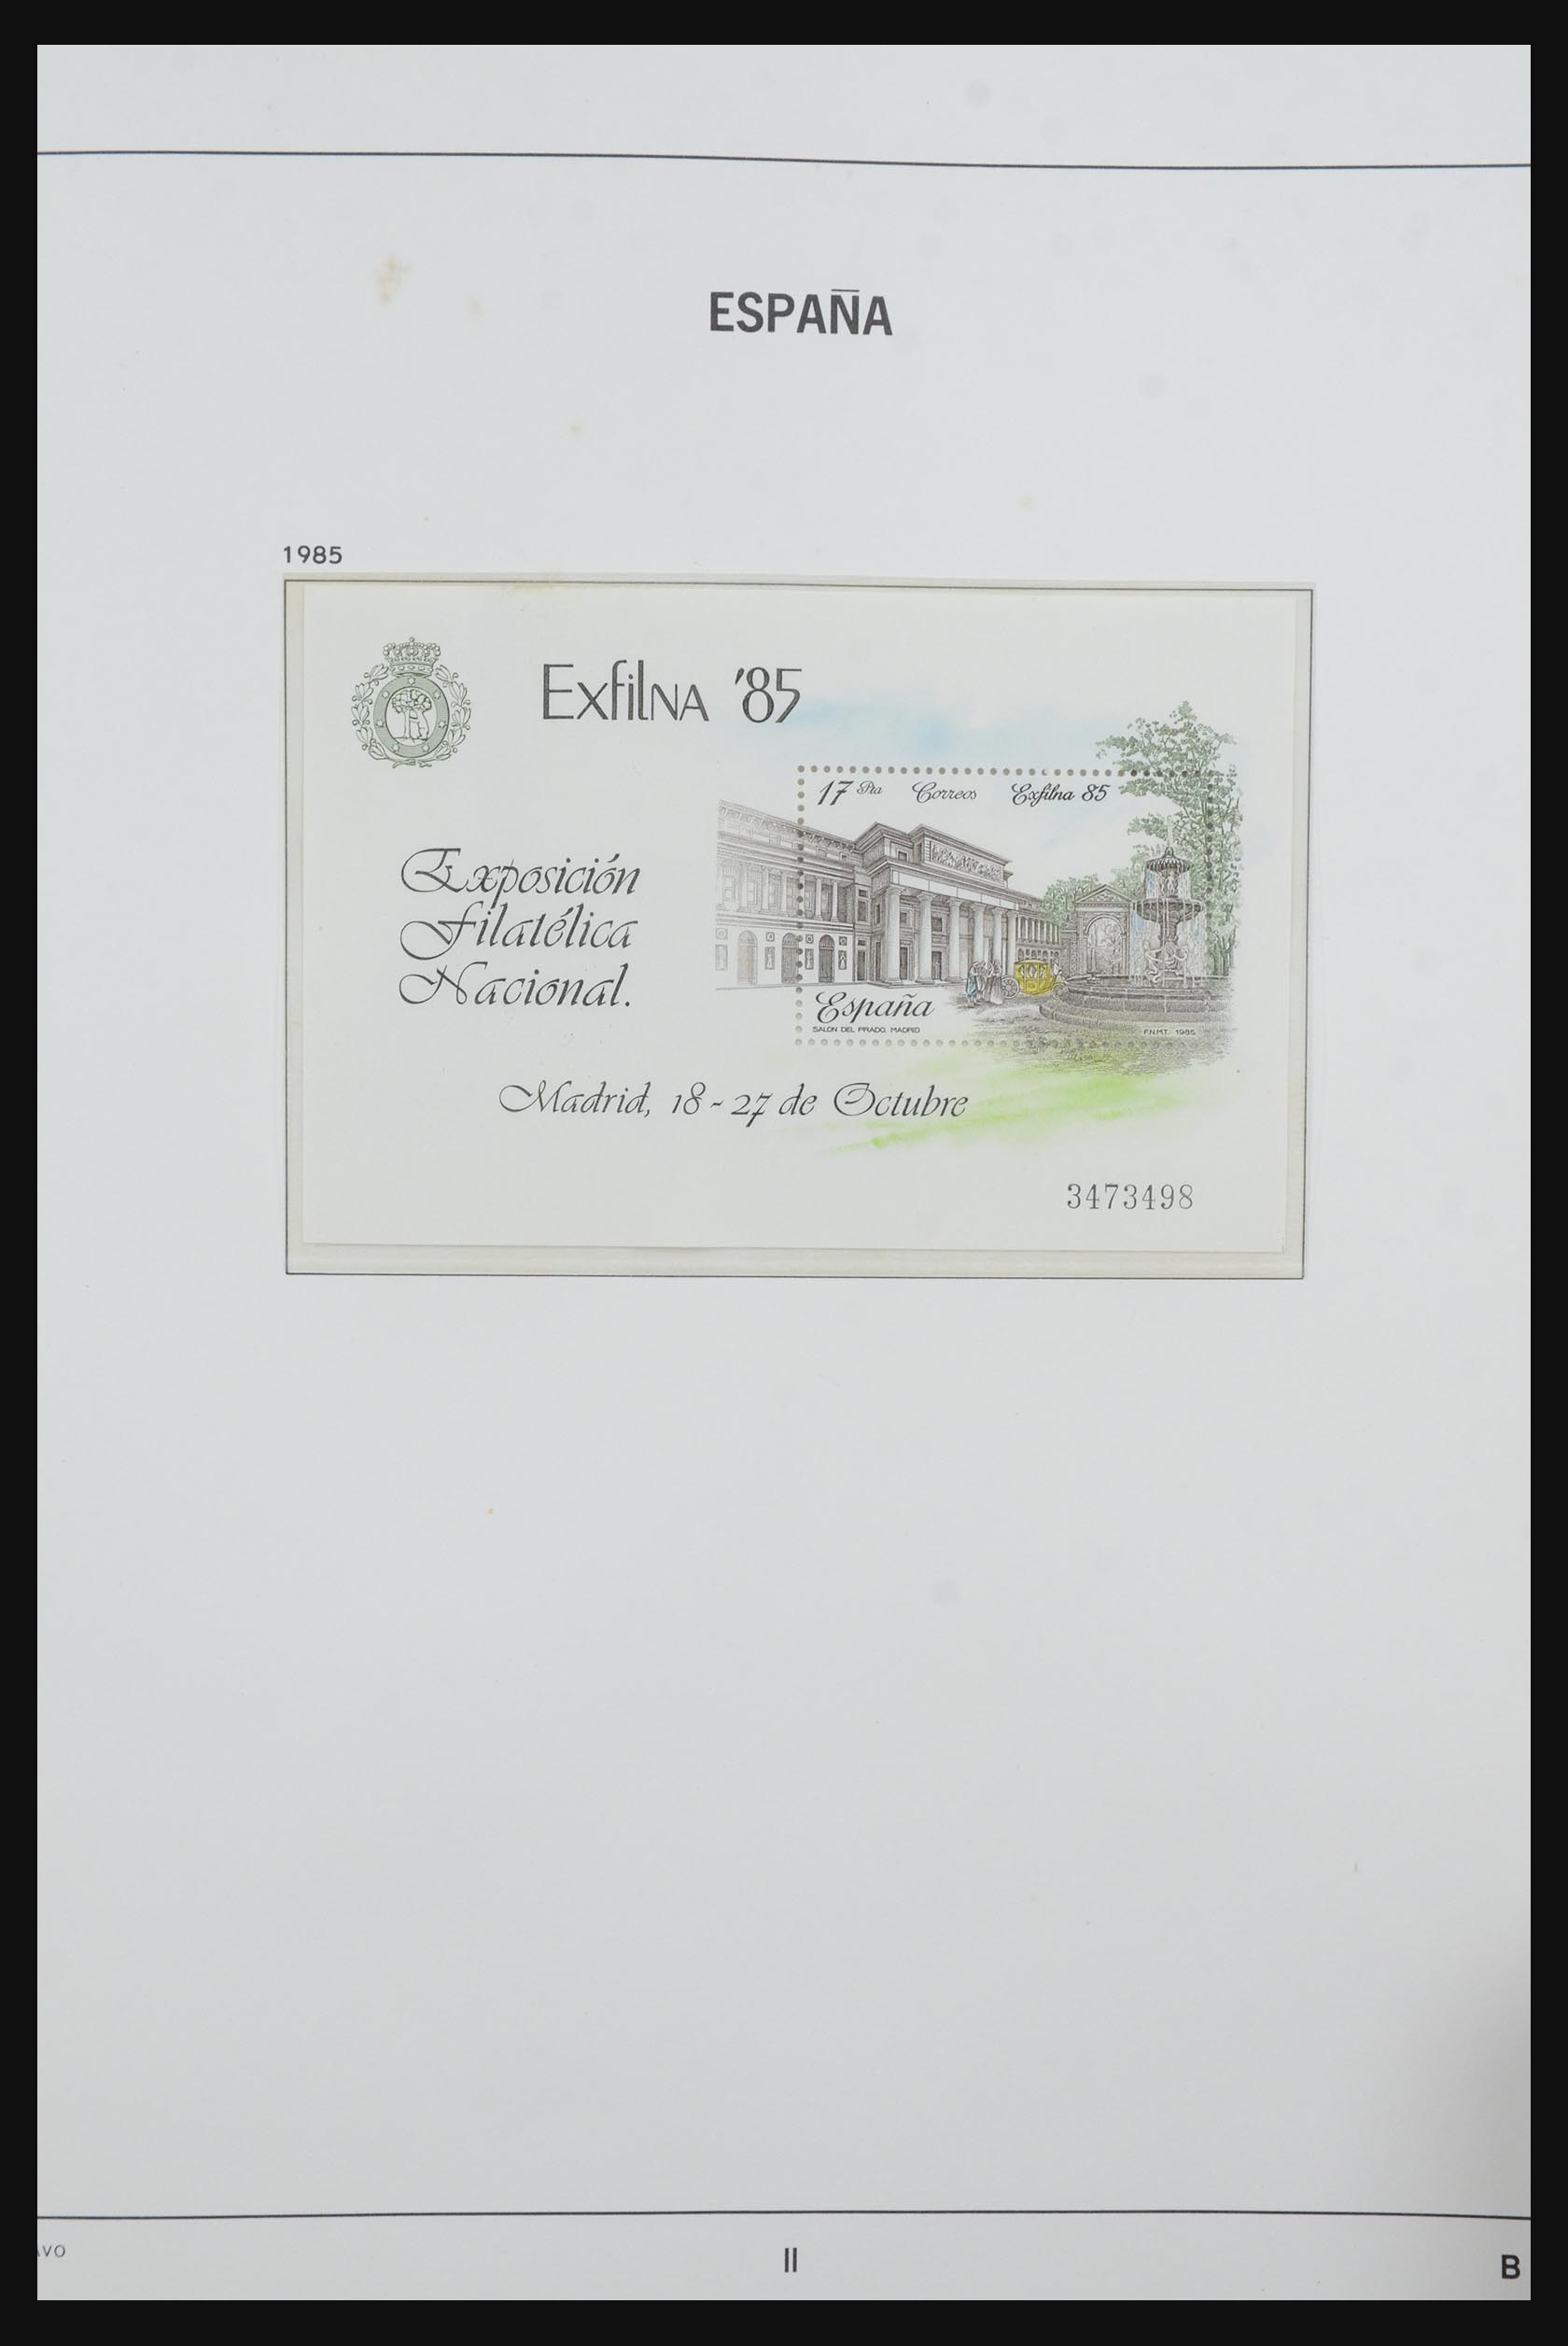 ESPAÑA
1985
Exfilna '85
17 Pta Correos Exfilna 85
Exposición
Filatélica
Nacional.
España
SALON DEL PRADO. MADRID
F.N.M.T. 1985
Madrid, 18-27 de Octubre
3473498
VO
II
B